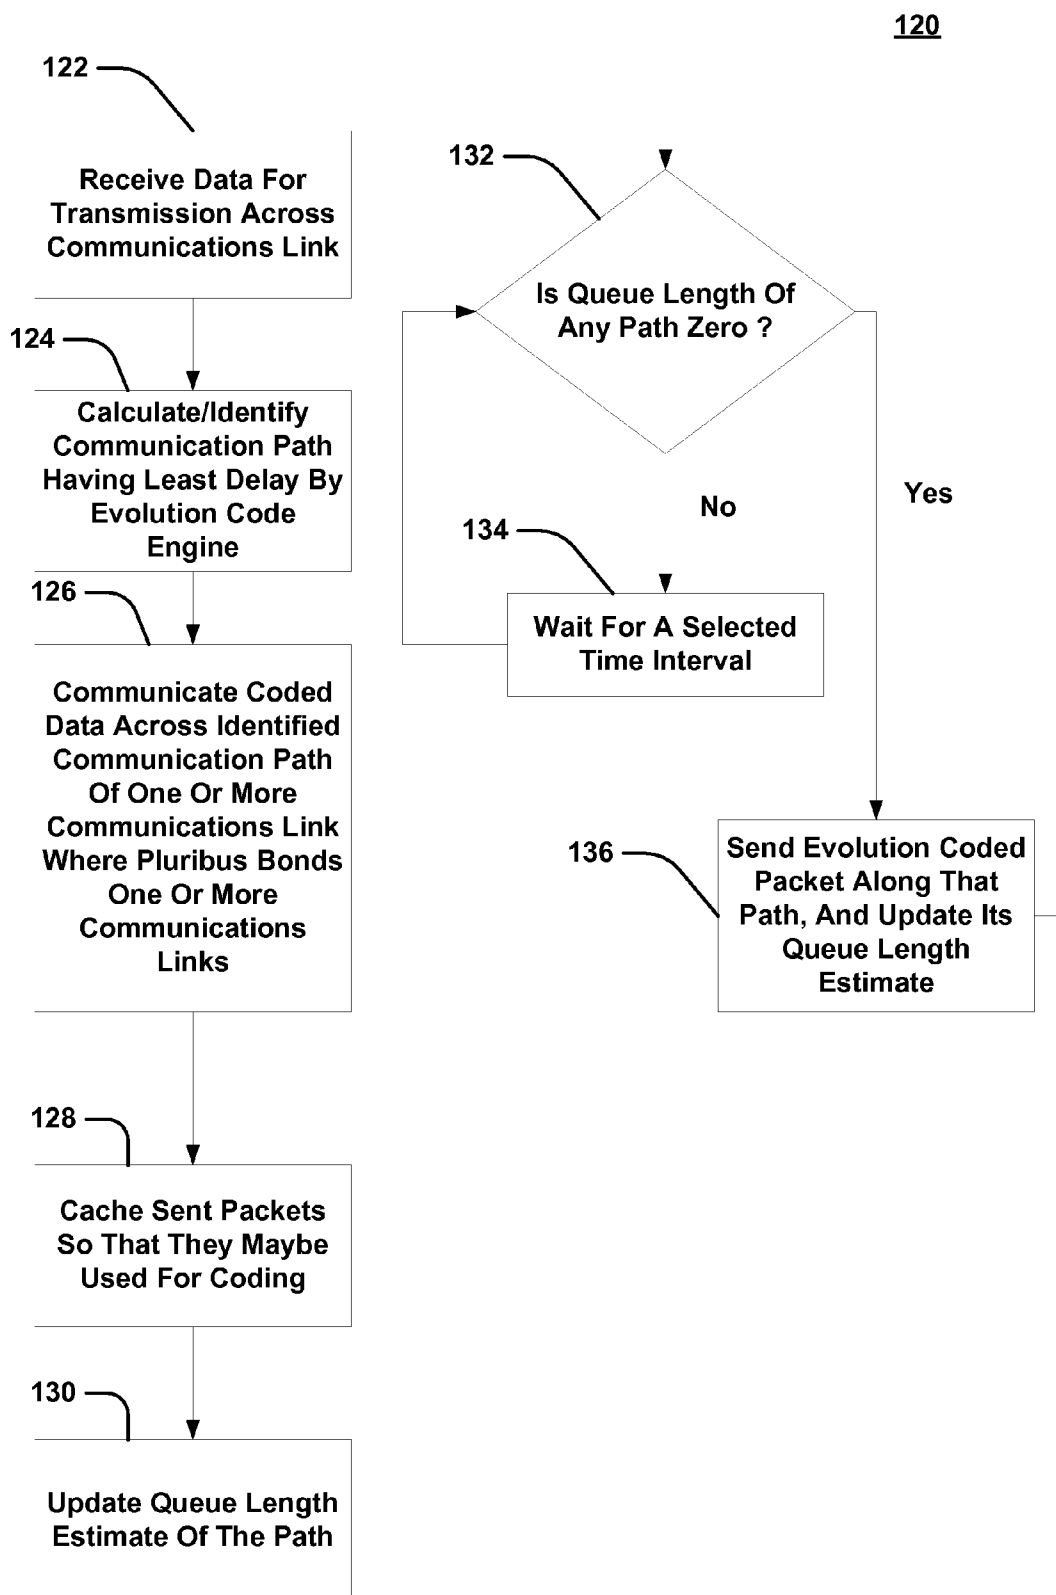 120
122
Receive Data For
Transmission Across
Communications Link
124
Calculate/Identify
Communication Path
Having Least Delay By
Evolution Code
Engine
126
Communicate Coded
Data Across Identified
Communication Path
Of One Or More
Communications Link
Where Pluribus Bonds
One Or More
Communications
Links
128
Cache Sent Packets
So That They Maybe
Used For Coding
130
Update Queue Length
Estimate Of The Path
132
Is Queue Length Of
Any Path Zero ?
No
Yes
134
Wait For A Selected
Time Interval
136
Send Evolution Coded
Packet Along That
Path, And Update Its
Queue Length
Estimate